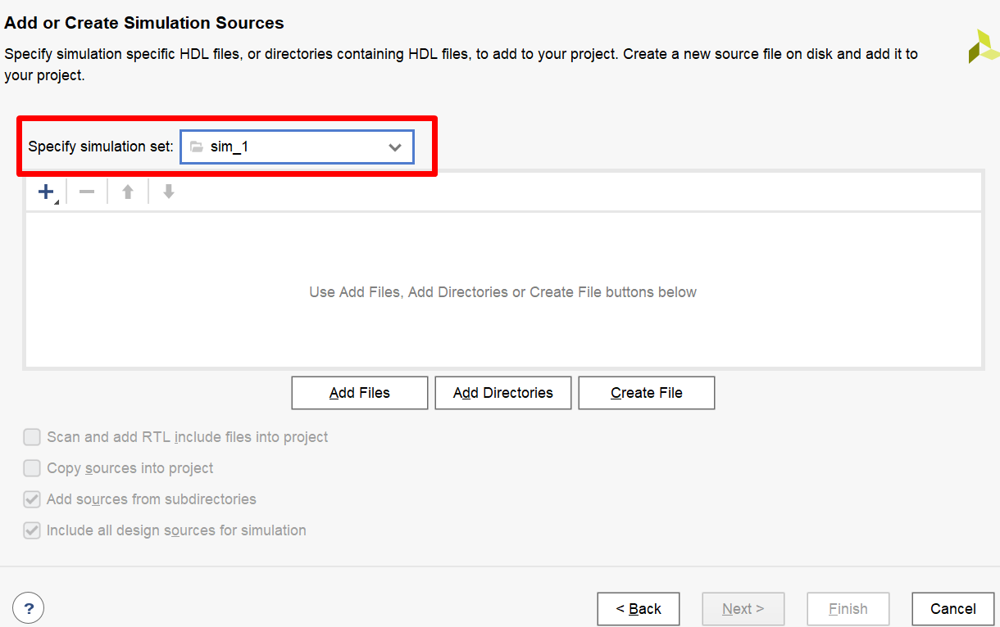 Add or Create Simulation Sources
Specify simulation specific HDL files, or directories containing HDL files, to add to your project. Create a new source file on disk and add it to
your project.
Specify simulation set: sim_1
Use Add Files, Add Directories or Create File buttons below
Add Files Add Directories Create File
Scan and add RTL include files into project
Copy sources into project
Add sources from subdirectories
Include all design sources for simulation
? < Back Next > Finish Cancel